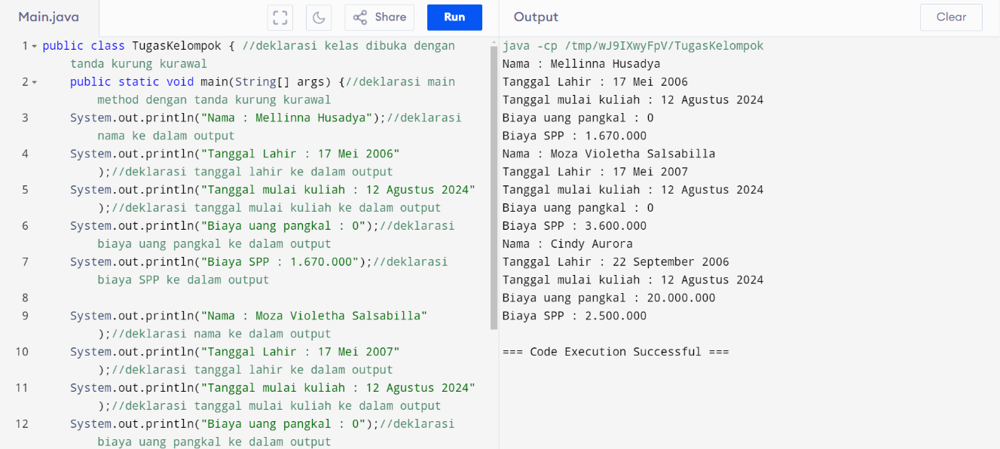 Main.java
Share
Run
Output
Clear
1 public class TugasKelompok { //deklarasi kelas dibuka dengan
tanda kurung kurawal
2 public static void main(String[] args) {//deklarasi main
method dengan tanda kurung kurawal
3 System.out.println("Nama : Mellinna Husadya");//deklarasi
nama ke dalam output
4 System.out.println("Tanggal Lahir : 17 Mei 2006"
);//deklarasi tanggal lahir ke dalam output
5 System.out.println("Tanggal mulai kuliah : 12 Agustus 2024"
);//deklarasi tanggal mulai kuliah ke dalam output
6 System.out.println("Biaya uang pangkal : 0");//deklarasi
biaya uang pangkal ke dalam output
7 System.out.println("Biaya SPP : 1.670.000");//deklarasi
biaya SPP ke dalam output
8
9 System.out.println("Nama : Moza Violetha Salsabilla"
);//deklarasi nama ke dalam output
10 System.out.println("Tanggal Lahir : 17 Mei 2007"
);//deklarasi tanggal lahir ke dalam output
11 System.out.println("Tanggal mulai kuliah : 12 Agustus 2024"
);//deklarasi tanggal mulai kuliah ke dalam output
12 System.out.println("Biaya uang pangkal : 0");//deklarasi
biaya uang pangkal ke dalam output
java -cp /tmp/wJ9IXwyFpV/TugasKelompok
Nama : Mellinna Husadya
Tanggal Lahir : 17 Mei 2006
Tanggal mulai kuliah : 12 Agustus 2024
Biaya uang pangkal : 0
Biaya SPP : 1.670.000
Nama : Moza Violetha Salsabilla
Tanggal Lahir : 17 Mei 2007
Tanggal mulai kuliah : 12 Agustus 2024
Biaya uang pangkal : 0
Biaya SPP : 3.600.000
Nama : Cindy Aurora
Tanggal Lahir : 22 September 2006
Tanggal mulai kuliah : 12 Agustus 2024
Biaya uang pangkal : 20.000.000
Biaya SPP : 2.500.000
=== Code Execution Successful ===